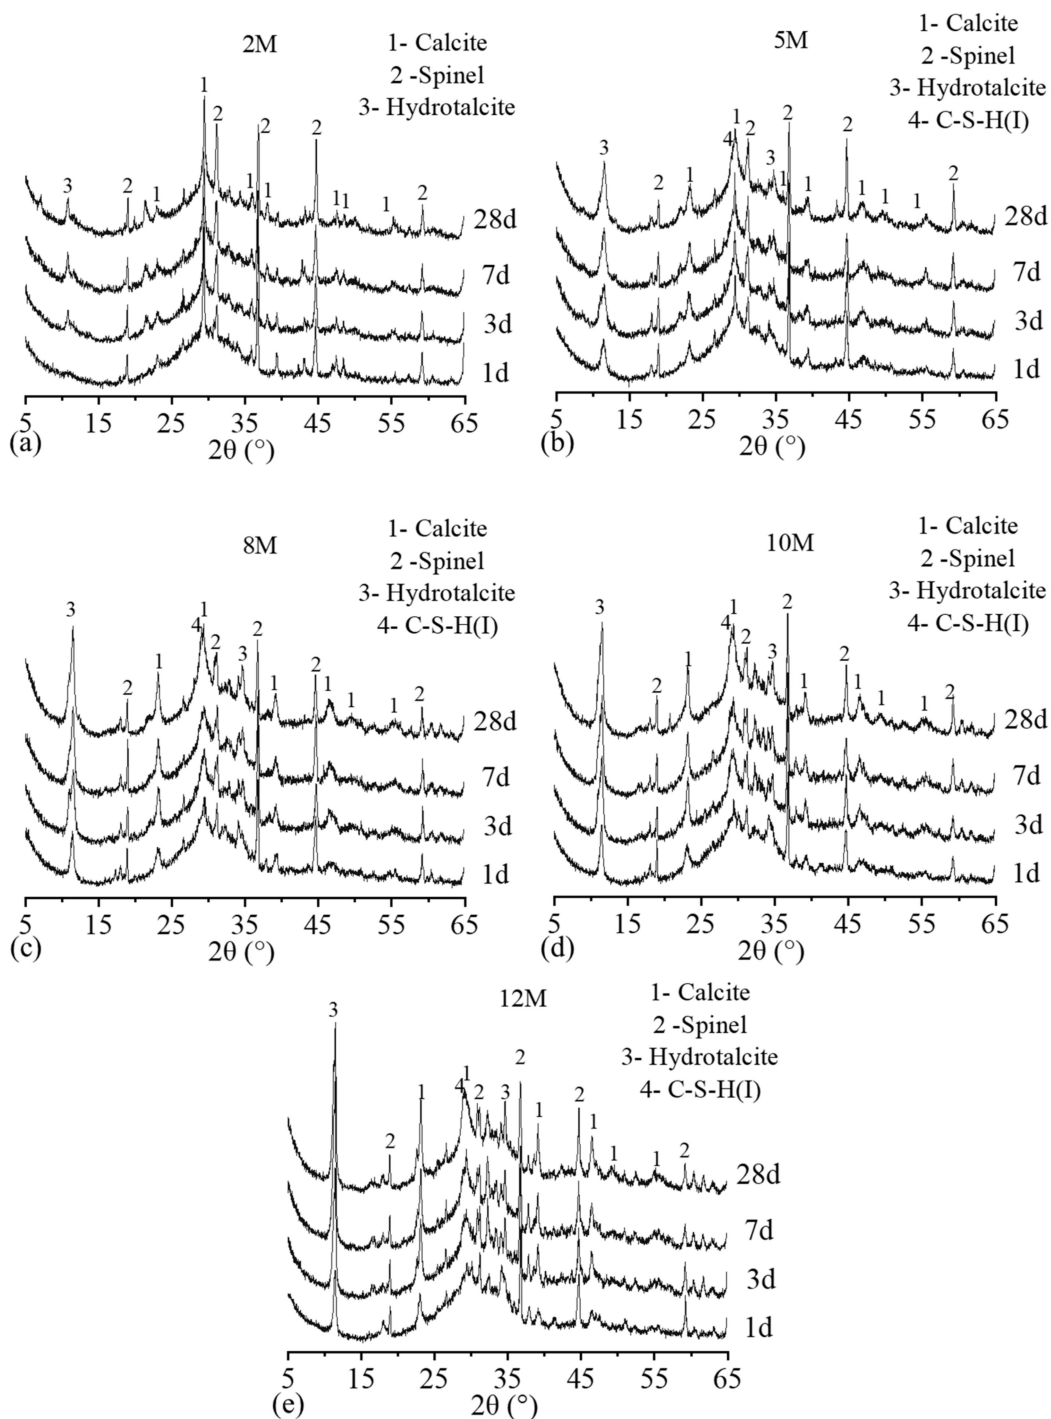 2M
1- Calcite
2 -Spinel
3- Hydrotalcite
1
2
2
2
3
2
1
1
1
1
1
1
2
28d
7d
3d
1d
5 15 25 35 45 55 65
(a)
2θ (°)
5M
1- Calcite
2 -Spinel
3- Hydrotalcite
4- C-S-H(I)
3
2
1
4
1
2
3
1
2
1
2
1
1
1
2
28d
7d
3d
1d
5 15 25 35 45 55 65
(b)
2θ (°)
8M
1- Calcite
2 -Spinel
3- Hydrotalcite
4- C-S-H(I)
3
2
1
4
1
2
3
2
1
2
1
1
1
2
28d
7d
3d
1d
5 15 25 35 45 55 65
(c)
2θ (°)
10M
1- Calcite
2 -Spinel
3- Hydrotalcite
4- C-S-H(I)
3
2
1
4
1
2
3
2
1
2
1
1
1
2
28d
7d
3d
1d
5 15 25 35 45 55 65
(d)
2θ (°)
12M
1- Calcite
2 -Spinel
3- Hydrotalcite
4- C-S-H(I)
3
2
1
4
1
2
3
2
1
2
1
1
1
2
28d
7d
3d
1d
5 15 25 35 45 55 65
(e)
2θ (°)